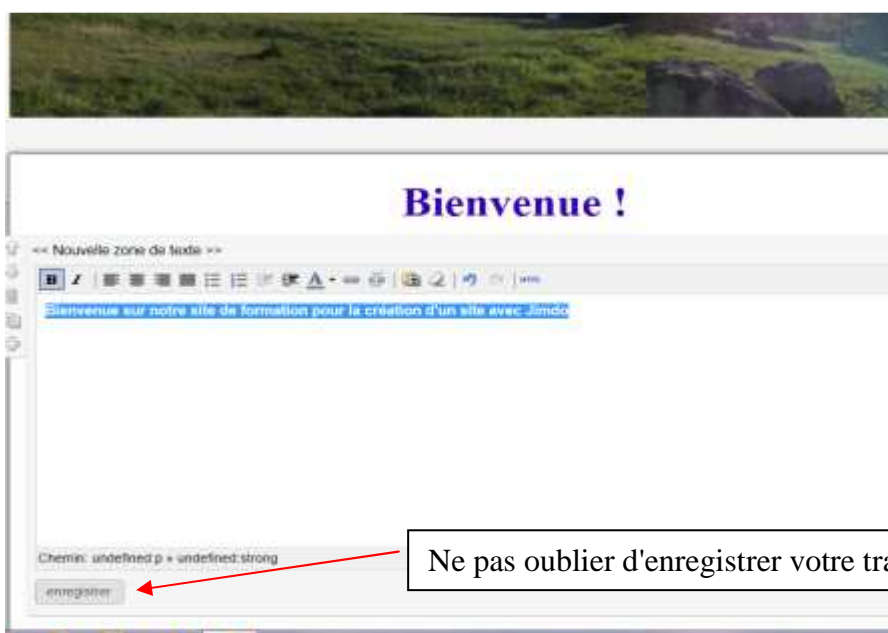 Bienvenue !
<< Nouvelle zone de texte >>
B I A HTML
Bienvenue sur notre site de formation pour la création d'un site avec Jimdo
Chemin: undefined:p » undefined:strong
Ne pas oublier d'enregistrer votre tra
enregistrer